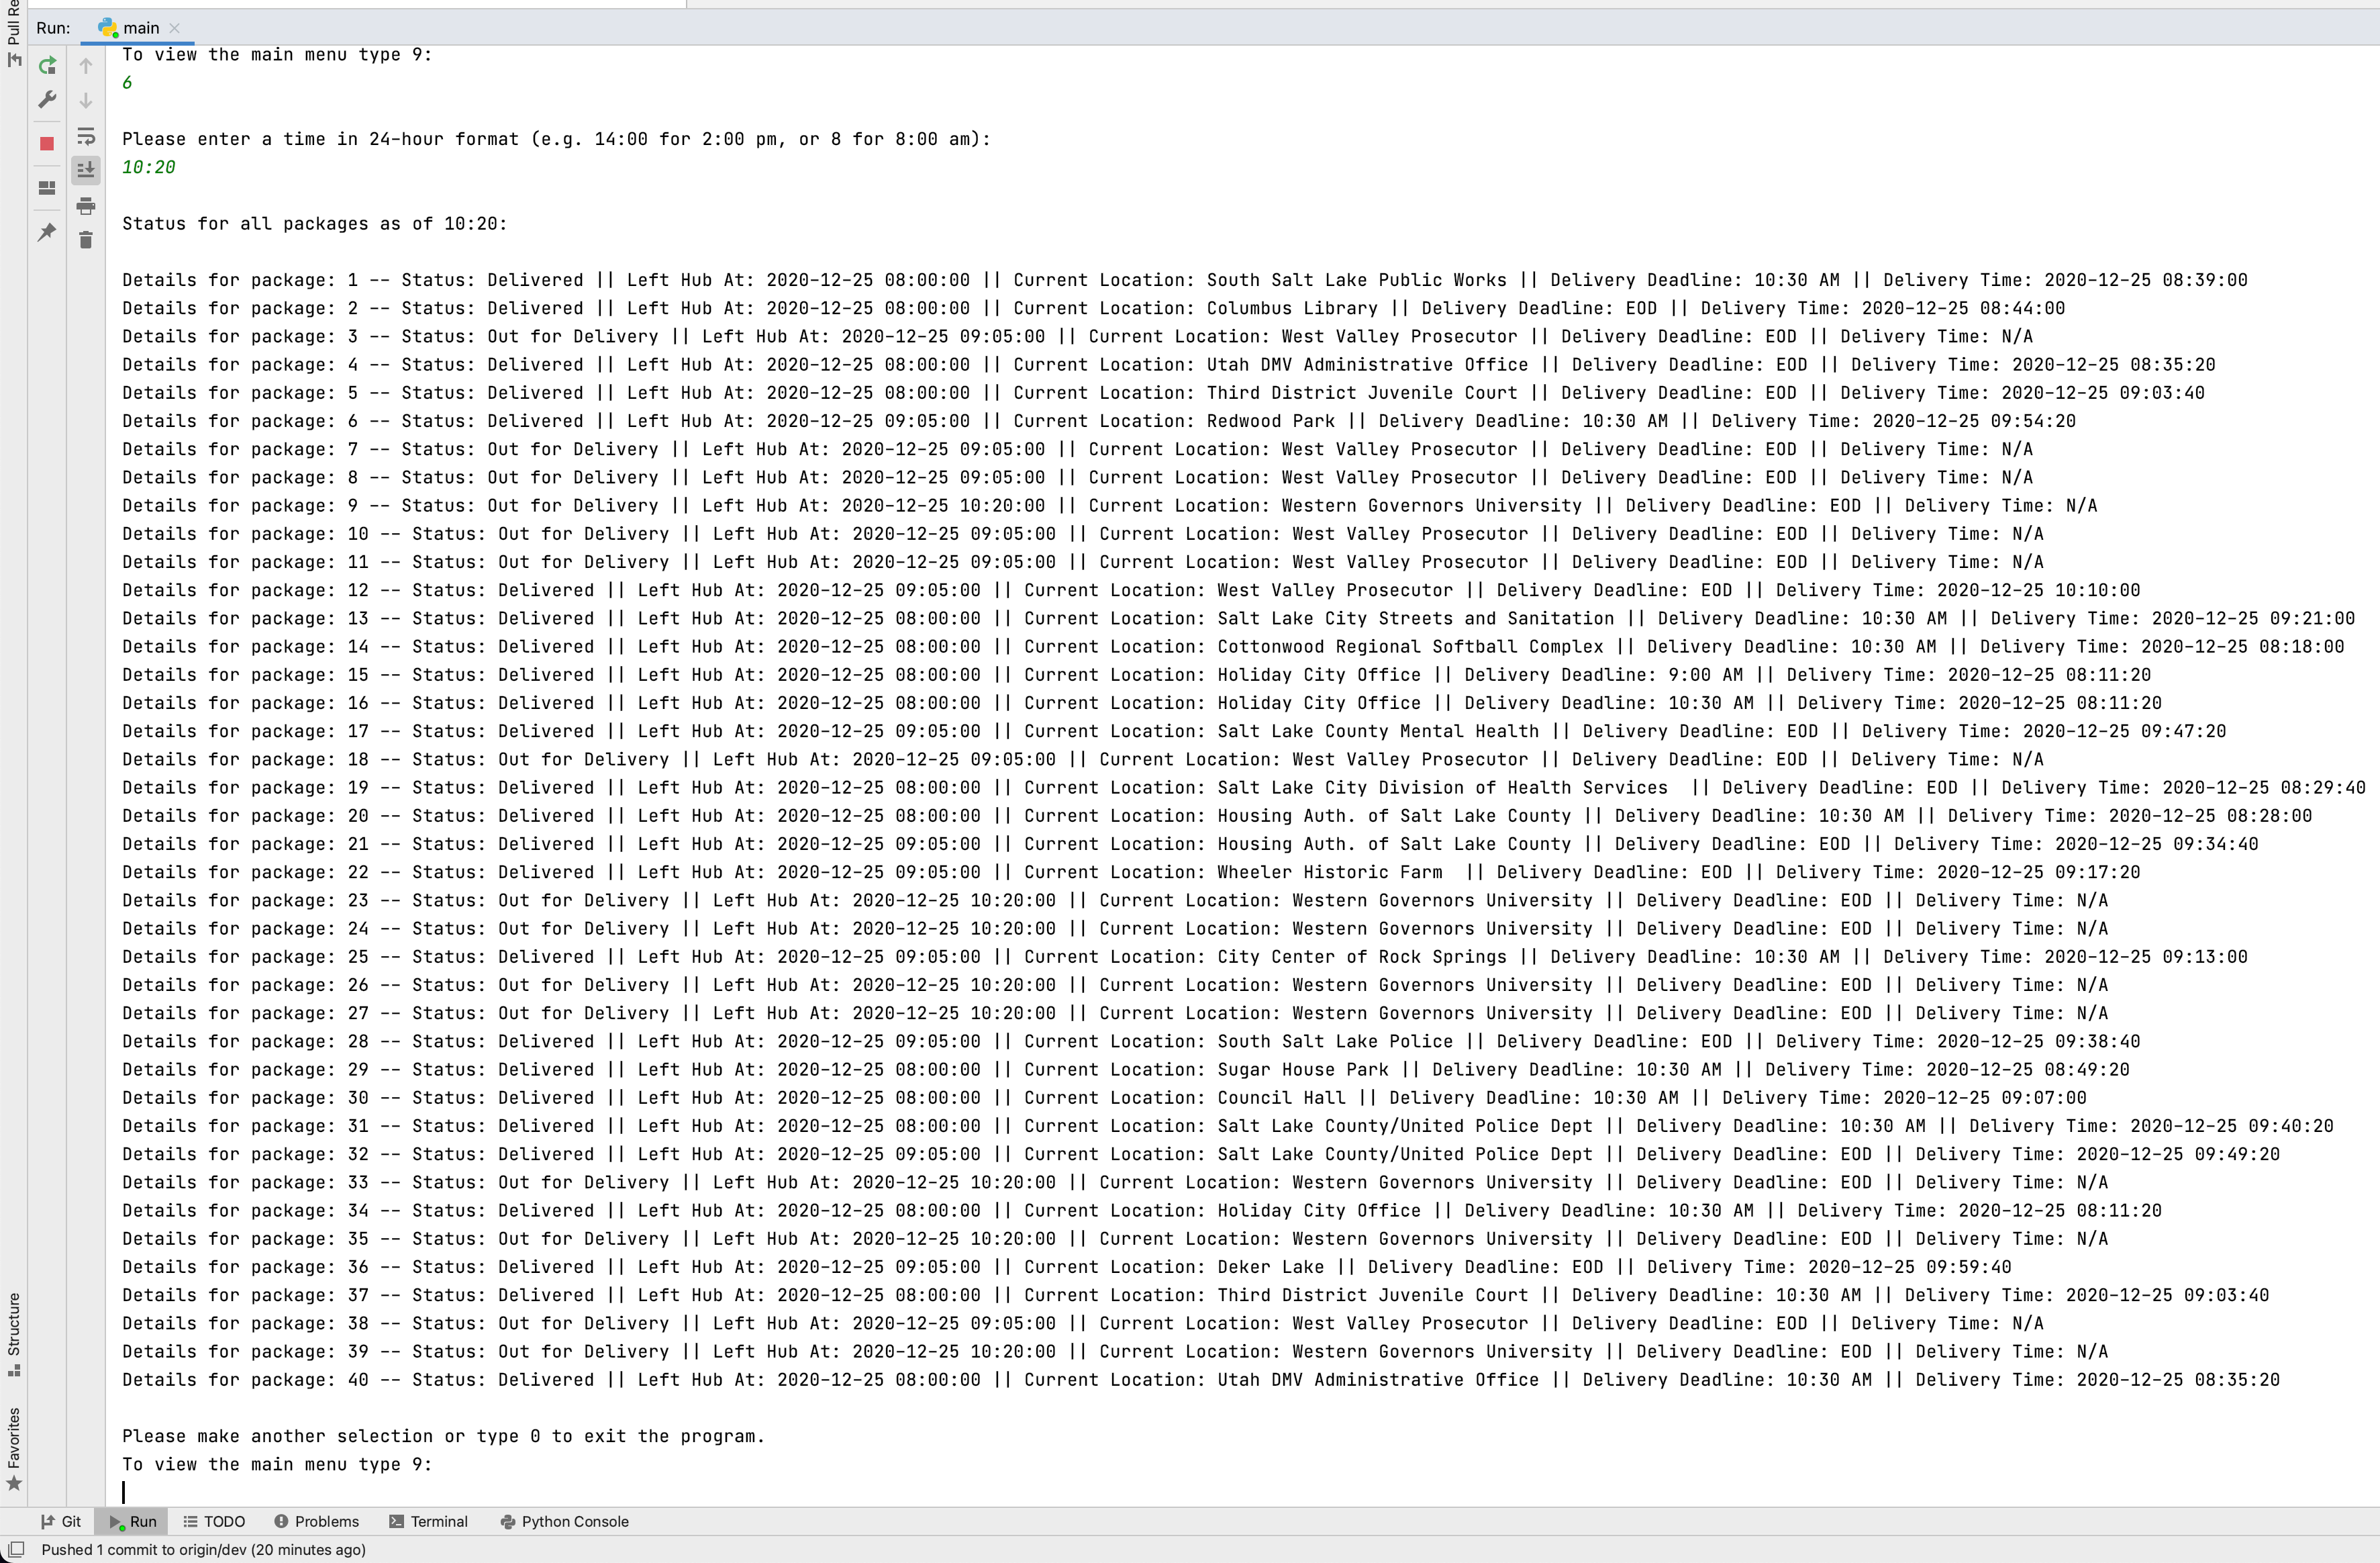 Pull Re
Run: main
To view the main menu type 9:
6
Please enter a time in 24-hour format (e.g. 14:00 for 2:00 pm, or 8 for 8:00 am):
10:20
Status for all packages as of 10:20:
Details for package: 1 -- Status: Delivered || Left Hub At: 2020-12-25 08:00:00 || Current Location: South Salt Lake Public Works || Delivery Deadline: 10:30 AM || Delivery Time: 2020-12-25 08:39:00
Details for package: 2 -- Status: Delivered || Left Hub At: 2020-12-25 08:00:00 || Current Location: Columbus Library || Delivery Deadline: EOD || Delivery Time: 2020-12-25 08:44:00
Details for package: 3 -- Status: Out for Delivery || Left Hub At: 2020-12-25 09:05:00 || Current Location: West Valley Prosecutor || Delivery Deadline: EOD || Delivery Time: N/A
Details for package: 4 -- Status: Delivered || Left Hub At: 2020-12-25 08:00:00 || Current Location: Utah DMV Administrative Office || Delivery Deadline: EOD || Delivery Time: 2020-12-25 08:35:20
Details for package: 5 -- Status: Delivered || Left Hub At: 2020-12-25 08:00:00 || Current Location: Third District Juvenile Court || Delivery Deadline: EOD || Delivery Time: 2020-12-25 09:03:40
Details for package: 6 -- Status: Delivered || Left Hub At: 2020-12-25 09:05:00 || Current Location: Redwood Park || Delivery Deadline: 10:30 AM || Delivery Time: 2020-12-25 09:54:20
Details for package: 7 -- Status: Out for Delivery || Left Hub At: 2020-12-25 09:05:00 || Current Location: West Valley Prosecutor || Delivery Deadline: EOD || Delivery Time: N/A
Details for package: 8 -- Status: Out for Delivery || Left Hub At: 2020-12-25 09:05:00 || Current Location: West Valley Prosecutor || Delivery Deadline: EOD || Delivery Time: N/A
Details for package: 9 -- Status: Out for Delivery || Left Hub At: 2020-12-25 10:20:00 || Current Location: Western Governors University || Delivery Deadline: EOD || Delivery Time: N/A
Details for package: 10 -- Status: Out for Delivery || Left Hub At: 2020-12-25 09:05:00 || Current Location: West Valley Prosecutor || Delivery Deadline: EOD || Delivery Time: N/A
Details for package: 11 -- Status: Out for Delivery || Left Hub At: 2020-12-25 09:05:00 || Current Location: West Valley Prosecutor || Delivery Deadline: EOD || Delivery Time: N/A
Details for package: 12 -- Status: Delivered || Left Hub At: 2020-12-25 09:05:00 || Current Location: West Valley Prosecutor || Delivery Deadline: EOD || Delivery Time: 2020-12-25 10:10:00
Details for package: 13 -- Status: Delivered || Left Hub At: 2020-12-25 08:00:00 || Current Location: Salt Lake City Streets and Sanitation || Delivery Deadline: 10:30 AM || Delivery Time: 2020-12-25 09:21:00
Details for package: 14 -- Status: Delivered || Left Hub At: 2020-12-25 08:00:00 || Current Location: Cottonwood Regional Softball Complex || Delivery Deadline: 10:30 AM || Delivery Time: 2020-12-25 08:18:00
Details for package: 15 -- Status: Delivered || Left Hub At: 2020-12-25 08:00:00 || Current Location: Holiday City Office || Delivery Deadline: 9:00 AM || Delivery Time: 2020-12-25 08:11:20
Details for package: 16 -- Status: Delivered || Left Hub At: 2020-12-25 08:00:00 || Current Location: Holiday City Office || Delivery Deadline: 10:30 AM || Delivery Time: 2020-12-25 08:11:20
Details for package: 17 -- Status: Delivered || Left Hub At: 2020-12-25 09:05:00 || Current Location: Salt Lake County Mental Health || Delivery Deadline: EOD || Delivery Time: 2020-12-25 09:47:20
Details for package: 18 -- Status: Out for Delivery || Left Hub At: 2020-12-25 09:05:00 || Current Location: West Valley Prosecutor || Delivery Deadline: EOD || Delivery Time: N/A
Details for package: 19 -- Status: Delivered || Left Hub At: 2020-12-25 08:00:00 || Current Location: Salt Lake City Division of Health Services  || Delivery Deadline: EOD || Delivery Time: 2020-12-25 08:29:40
Details for package: 20 -- Status: Delivered || Left Hub At: 2020-12-25 08:00:00 || Current Location: Housing Auth. of Salt Lake County || Delivery Deadline: 10:30 AM || Delivery Time: 2020-12-25 08:28:00
Details for package: 21 -- Status: Delivered || Left Hub At: 2020-12-25 09:05:00 || Current Location: Housing Auth. of Salt Lake County || Delivery Deadline: EOD || Delivery Time: 2020-12-25 09:34:40
Details for package: 22 -- Status: Delivered || Left Hub At: 2020-12-25 09:05:00 || Current Location: Wheeler Historic Farm  || Delivery Deadline: EOD || Delivery Time: 2020-12-25 09:17:20
Details for package: 23 -- Status: Out for Delivery || Left Hub At: 2020-12-25 10:20:00 || Current Location: Western Governors University || Delivery Deadline: EOD || Delivery Time: N/A
Details for package: 24 -- Status: Out for Delivery || Left Hub At: 2020-12-25 10:20:00 || Current Location: Western Governors University || Delivery Deadline: EOD || Delivery Time: N/A
Details for package: 25 -- Status: Delivered || Left Hub At: 2020-12-25 09:05:00 || Current Location: City Center of Rock Springs || Delivery Deadline: 10:30 AM || Delivery Time: 2020-12-25 09:13:00
Details for package: 26 -- Status: Out for Delivery || Left Hub At: 2020-12-25 10:20:00 || Current Location: Western Governors University || Delivery Deadline: EOD || Delivery Time: N/A
Details for package: 27 -- Status: Out for Delivery || Left Hub At: 2020-12-25 10:20:00 || Current Location: Western Governors University || Delivery Deadline: EOD || Delivery Time: N/A
Details for package: 28 -- Status: Delivered || Left Hub At: 2020-12-25 09:05:00 || Current Location: South Salt Lake Police || Delivery Deadline: EOD || Delivery Time: 2020-12-25 09:38:40
Details for package: 29 -- Status: Delivered || Left Hub At: 2020-12-25 08:00:00 || Current Location: Sugar House Park || Delivery Deadline: 10:30 AM || Delivery Time: 2020-12-25 08:49:20
Details for package: 30 -- Status: Delivered || Left Hub At: 2020-12-25 08:00:00 || Current Location: Council Hall || Delivery Deadline: 10:30 AM || Delivery Time: 2020-12-25 09:07:00
Details for package: 31 -- Status: Delivered || Left Hub At: 2020-12-25 08:00:00 || Current Location: Salt Lake County/United Police Dept || Delivery Deadline: 10:30 AM || Delivery Time: 2020-12-25 09:40:20
Details for package: 32 -- Status: Delivered || Left Hub At: 2020-12-25 09:05:00 || Current Location: Salt Lake County/United Police Dept || Delivery Deadline: EOD || Delivery Time: 2020-12-25 09:49:20
Details for package: 33 -- Status: Out for Delivery || Left Hub At: 2020-12-25 10:20:00 || Current Location: Western Governors University || Delivery Deadline: EOD || Delivery Time: N/A
Details for package: 34 -- Status: Delivered || Left Hub At: 2020-12-25 08:00:00 || Current Location: Holiday City Office || Delivery Deadline: 10:30 AM || Delivery Time: 2020-12-25 08:11:20
Details for package: 35 -- Status: Out for Delivery || Left Hub At: 2020-12-25 10:20:00 || Current Location: Western Governors University || Delivery Deadline: EOD || Delivery Time: N/A
Details for package: 36 -- Status: Delivered || Left Hub At: 2020-12-25 09:05:00 || Current Location: Deker Lake || Delivery Deadline: EOD || Delivery Time: 2020-12-25 09:59:40
Details for package: 37 -- Status: Delivered || Left Hub At: 2020-12-25 08:00:00 || Current Location: Third District Juvenile Court || Delivery Deadline: 10:30 AM || Delivery Time: 2020-12-25 09:03:40
Details for package: 38 -- Status: Out for Delivery || Left Hub At: 2020-12-25 09:05:00 || Current Location: West Valley Prosecutor || Delivery Deadline: EOD || Delivery Time: N/A
Details for package: 39 -- Status: Out for Delivery || Left Hub At: 2020-12-25 10:20:00 || Current Location: Western Governors University || Delivery Deadline: EOD || Delivery Time: N/A
Details for package: 40 -- Status: Delivered || Left Hub At: 2020-12-25 08:00:00 || Current Location: Utah DMV Administrative Office || Delivery Deadline: 10:30 AM || Delivery Time: 2020-12-25 08:35:20
Please make another selection or type 0 to exit the program.
To view the main menu type 9:
Structure
Favorites
Git Run TODO Problems Terminal Python Console
Pushed 1 commit to origin/dev (20 minutes ago)